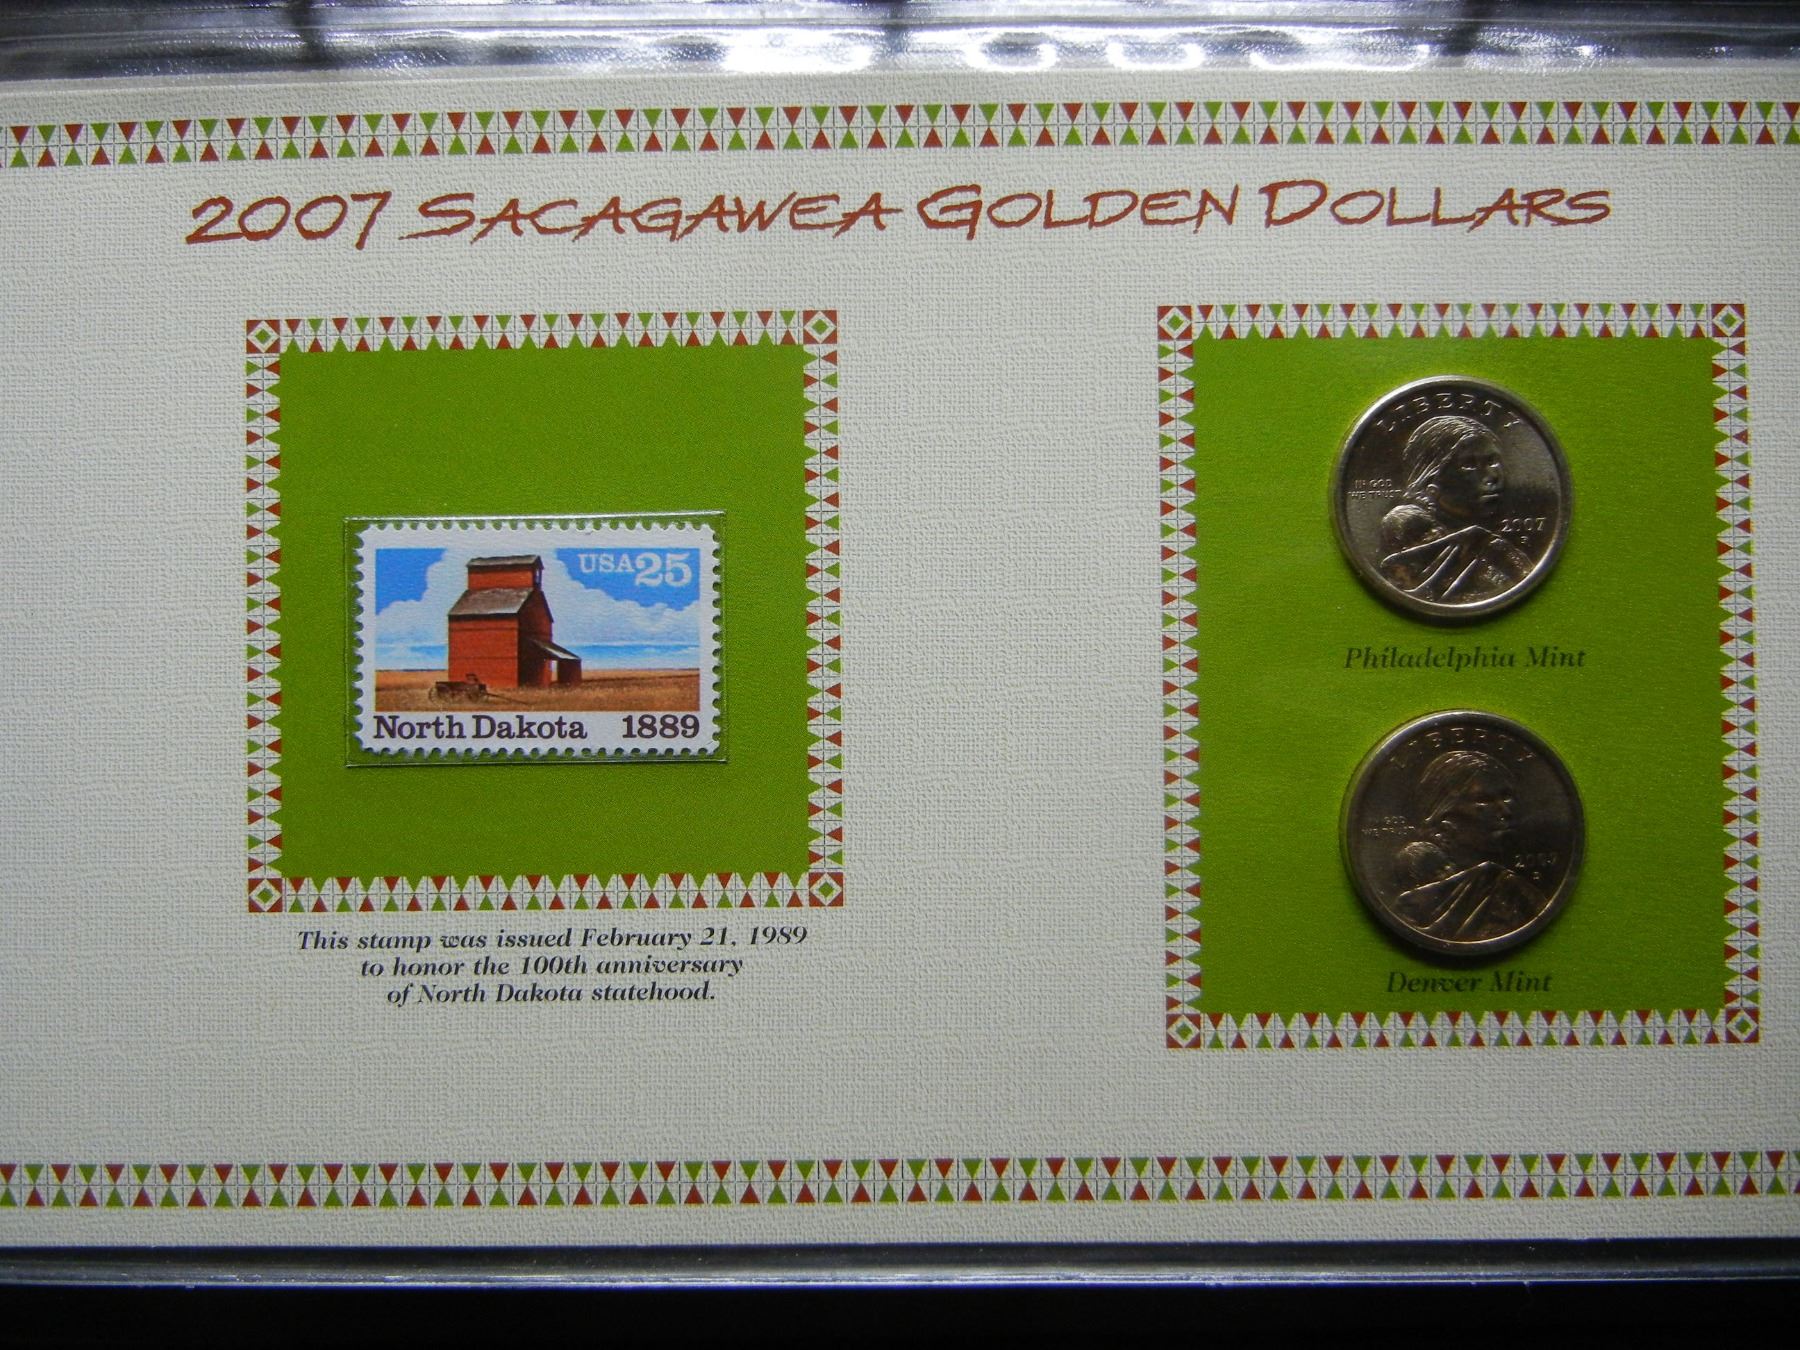 2007 SACAGAWEA GOLDEN DOLLARS
USA25
North Dakota 1889
This stamp was issued February 21, 1989
to honor the 100th anniversary
of North Dakota statehood.
LIBERTY
IN GOD
WE TRUST
2007
P
Philadelphia Mint
LIBERTY
IN GOD
WE TRUST
2007
D
Denver Mint